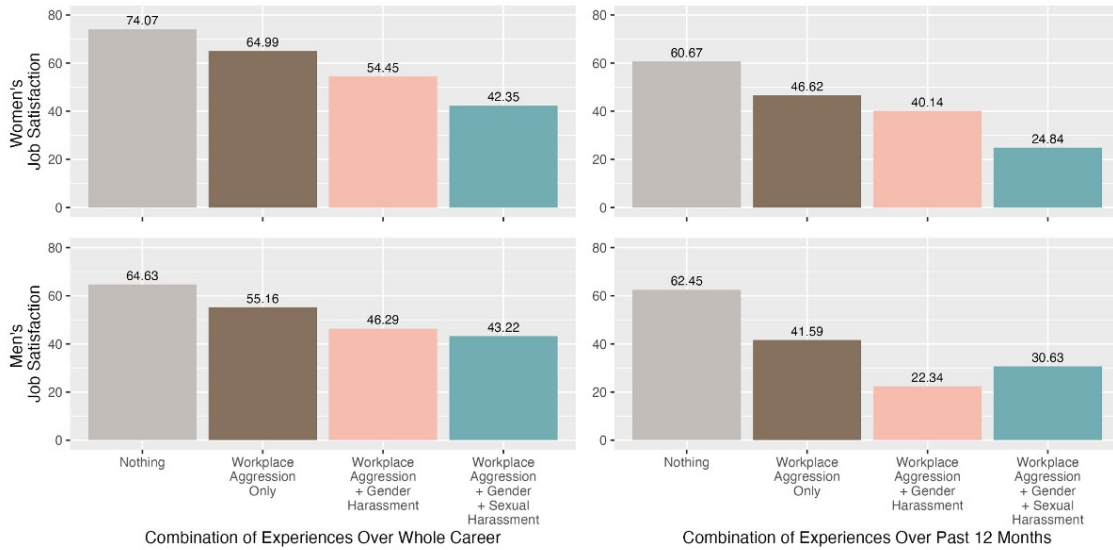 Women's
Job Satisfaction
80
60
40
20
0
74.07
64.99
54.45
42.35
80
60
40
20
0
60.67
46.62
40.14
24.84
Men's
Job Satisfaction
80
60
40
20
0
64.63
55.16
46.29
43.22
80
60
40
20
0
62.45
41.59
22.34
30.63
Nothing
Workplace
Aggression
Only
Workplace
Aggression
+ Gender
Harassment
Workplace
Aggression
+ Gender
+ Sexual
Harassment
Nothing
Workplace
Aggression
Only
Workplace
Aggression
+ Gender
Harassment
Workplace
Aggression
+ Gender
+ Sexual
Harassment
Combination of Experiences Over Whole Career
Combination of Experiences Over Past 12 Months